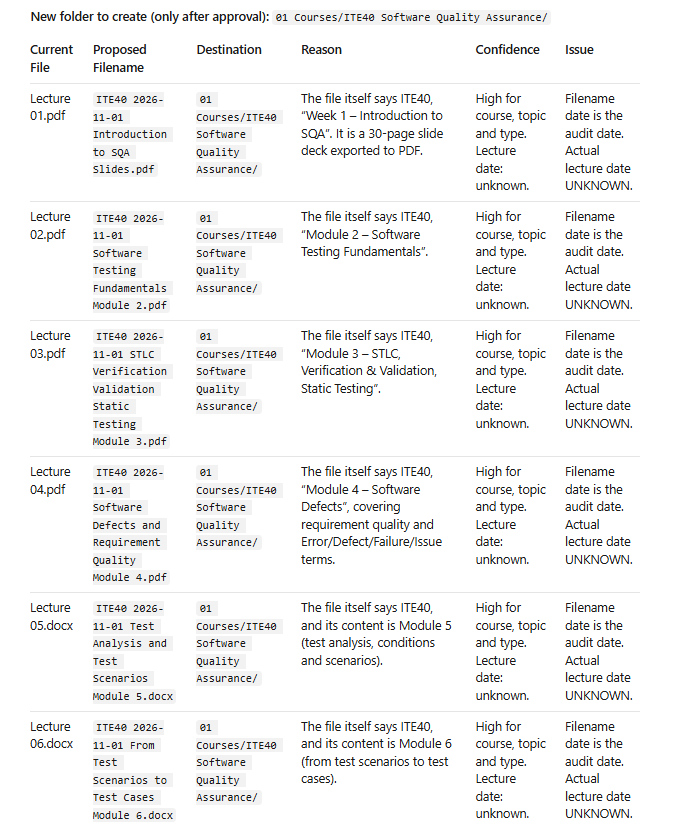 New folder to create (only after approval): 01 Courses/ITE40 Software Quality Assurance/
Current File | Proposed Filename | Destination | Reason | Confidence | Issue
Lecture 01.pdf | ITE40 2026-11-01 Introduction to SQA Slides.pdf | 01 Courses/ITE40 Software Quality Assurance/ | The file itself says ITE40, “Week 1 – Introduction to SQA”. It is a 30-page slide deck exported to PDF. | High for course, topic and type. Lecture date: unknown. | Filename date is the audit date. Actual lecture date UNKNOWN.
Lecture 02.pdf | ITE40 2026-11-01 Software Testing Fundamentals Module 2.pdf | 01 Courses/ITE40 Software Quality Assurance/ | The file itself says ITE40, “Module 2 – Software Testing Fundamentals”. | High for course, topic and type. Lecture date: unknown. | Filename date is the audit date. Actual lecture date UNKNOWN.
Lecture 03.pdf | ITE40 2026-11-01 STLC Verification Validation Static Testing Module 3.pdf | 01 Courses/ITE40 Software Quality Assurance/ | The file itself says ITE40, “Module 3 – STLC, Verification & Validation, Static Testing”. | High for course, topic and type. Lecture date: unknown. | Filename date is the audit date. Actual lecture date UNKNOWN.
Lecture 04.pdf | ITE40 2026-11-01 Software Defects and Requirement Quality Module 4.pdf | 01 Courses/ITE40 Software Quality Assurance/ | The file itself says ITE40, “Module 4 – Software Defects”, covering requirement quality and Error/Defect/Failure/Issue terms. | High for course, topic and type. Lecture date: unknown. | Filename date is the audit date. Actual lecture date UNKNOWN.
Lecture 05.docx | ITE40 2026-11-01 Test Analysis and Test Scenarios Module 5.docx | 01 Courses/ITE40 Software Quality Assurance/ | The file itself says ITE40, and its content is Module 5 (test analysis, conditions and scenarios). | High for course, topic and type. Lecture date: unknown. | Filename date is the audit date. Actual lecture date UNKNOWN.
Lecture 06.docx | ITE40 2026-11-01 From Test Scenarios to Test Cases Module 6.docx | 01 Courses/ITE40 Software Quality Assurance/ | The file itself says ITE40, and its content is Module 6 (from test scenarios to test cases). | High for course, topic and type. Lecture date: unknown. | Filename date is the audit date. Actual lecture date UNKNOWN.